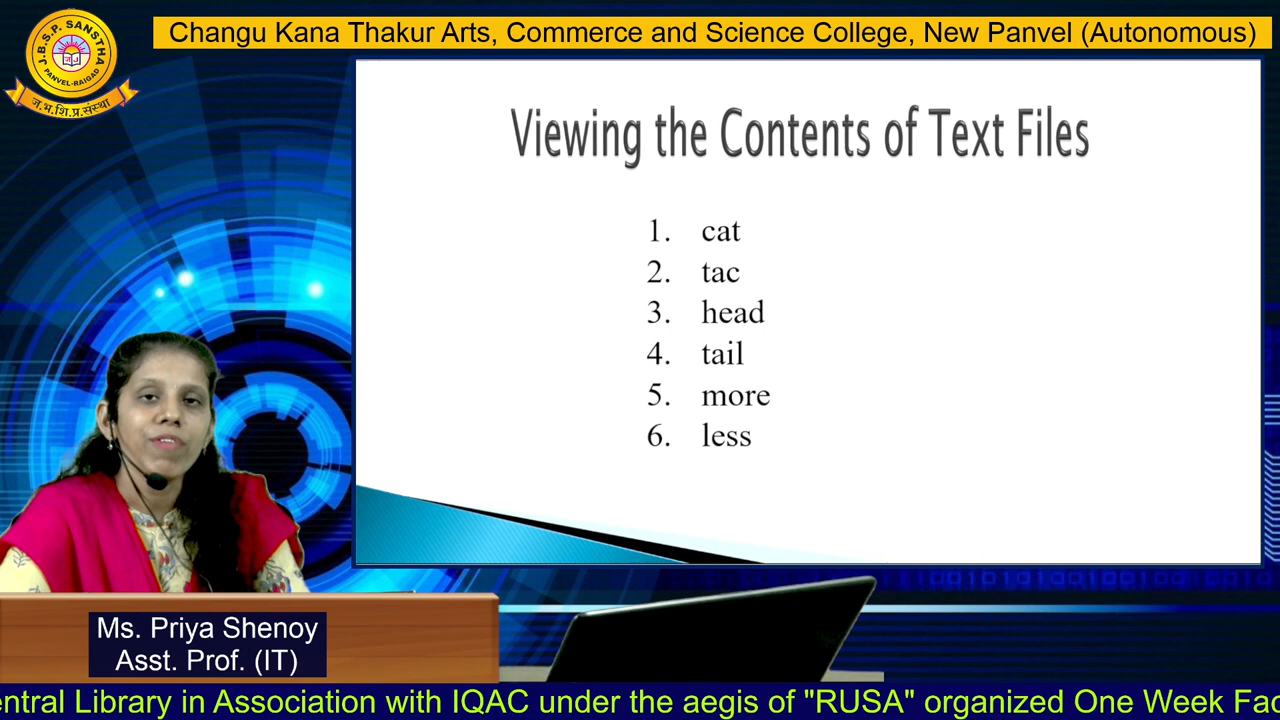 Changu Kana Thakur Arts, Commerce and Science College, New Panvel (Autonomous)
J.B.S.P. SANSTHA
PANVEL-RAIGAD
ज.भ.शि.प्र.संस्था
Viewing the Contents of Text Files
1. cat
2. tac
3. head
4. tail
5. more
6. less
Ms. Priya Shenoy
Asst. Prof. (IT)
entral Library in Association with IQAC under the aegis of "RUSA" organized One Week Fac